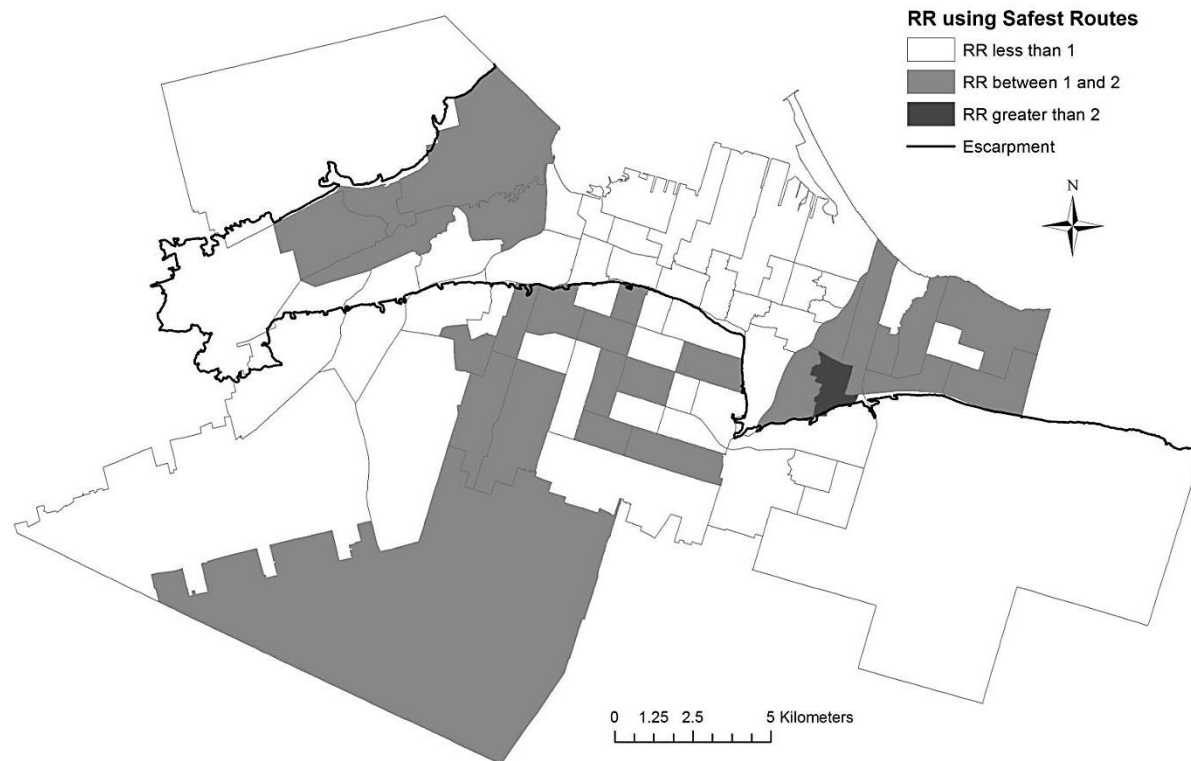 RR using Safest Routes
RR less than 1
RR between 1 and 2
RR greater than 2
Escarpment
N
0 1.25 2.5 5 Kilometers